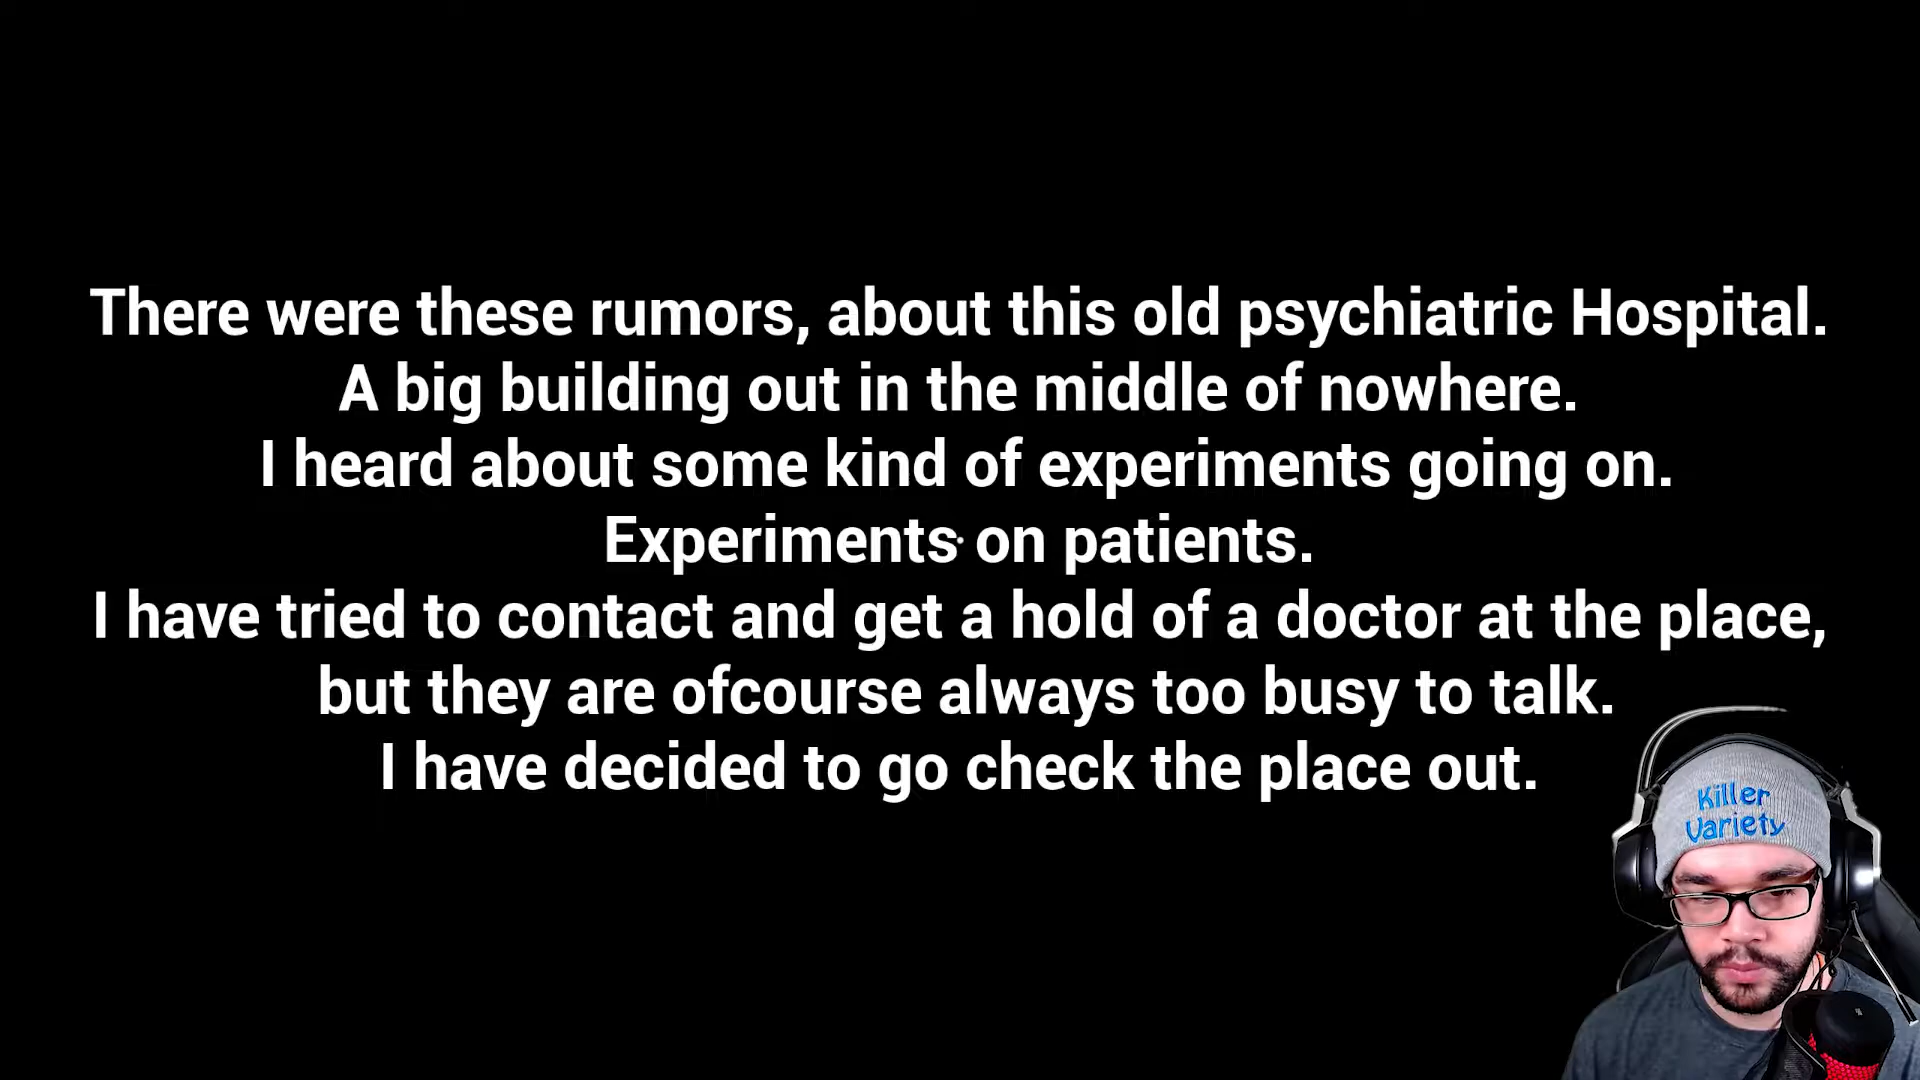 There were these rumors, about this old psychiatric Hospital.
A big building out in the middle of nowhere.
I heard about some kind of experiments going on.
Experiments on patients.
I have tried to contact and get a hold of a doctor at the place,
but they are ofcourse always too busy to talk.
I have decided to go check the place out.
Killer
Variety